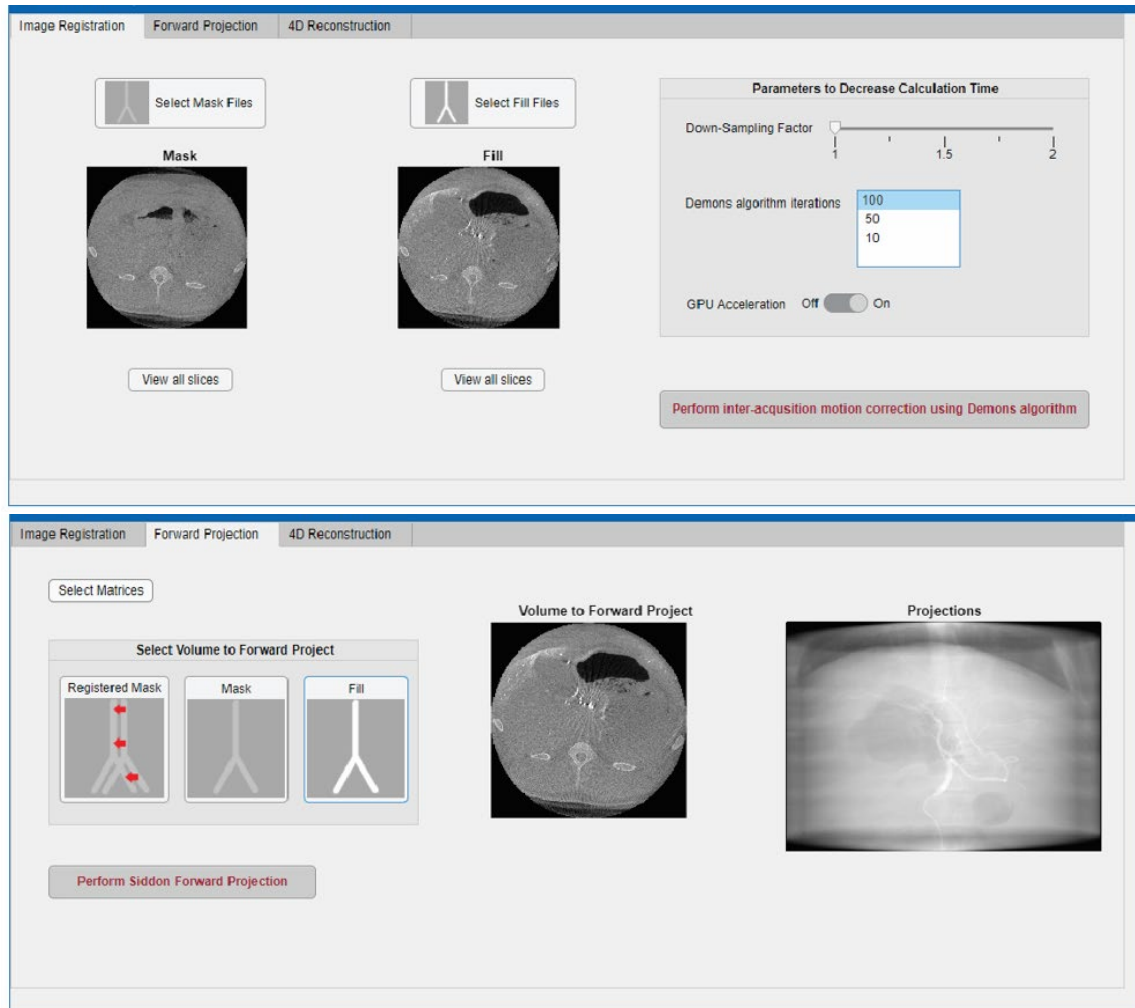 Image Registration Forward Projection 4D Reconstruction
Select Mask Files
Select Fill Files
Mask
Fill
View all slices
View all slices
Parameters to Decrease Calculation Time
Down-Sampling Factor
1 1.5 2
Demons algorithm iterations
100
50
10
GPU Acceleration Off On
Perform inter-acqusition motion correction using Demons algorithm
Image Registration Forward Projection 4D Reconstruction
Select Matrices
Select Volume to Forward Project
Registered Mask
Mask
Fill
Perform Siddon Forward Projection
Volume to Forward Project
Projections